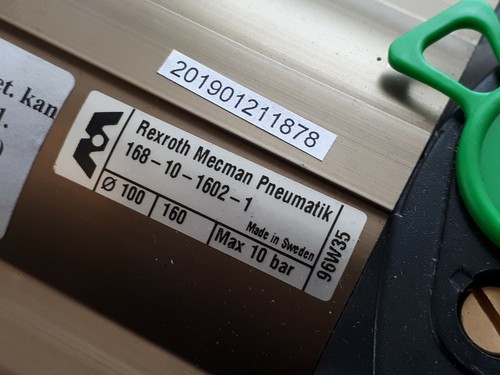 et. kan
l.
201901211878
Rexroth Mecman Pneumatik
168-10-1602-1
Ø 100 160 Made in Sweden
Max 10 bar
96W35